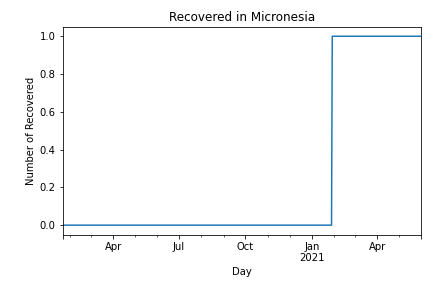 Recovered in Micronesia
Number of Recovered
1.0
0.8
0.6
0.4
0.2
0.0
Apr Jul Oct Jan Apr
2021
Day